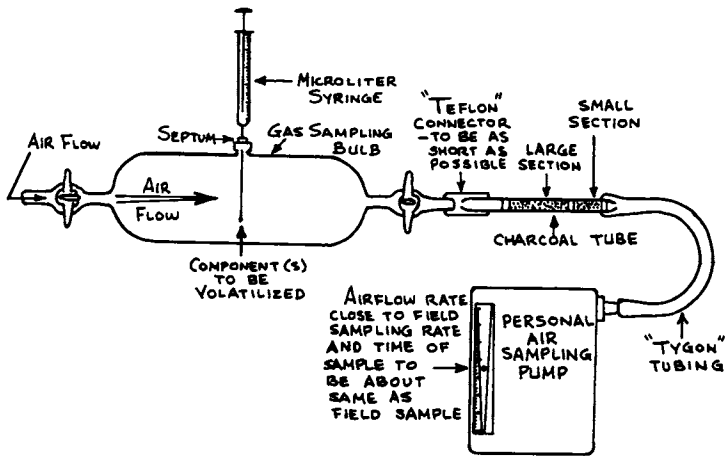 MICROLITER
SYRINGE
SEPTUM
GAS SAMPLING
BULB
AIR FLOW
AIR
FLOW
COMPONENT(S)
TO BE
VOLATILIZED
"TEFLON"
CONNECTOR
-TO BE AS
SHORT AS
POSSIBLE
LARGE
SECTION
SMALL
SECTION
CHARCOAL TUBE
AIRFLOW RATE
CLOSE TO FIELD
SAMPLING RATE
AND TIME OF
SAMPLE TO
BE ABOUT
SAME AS
FIELD SAMPLE
PERSONAL
AIR
SAMPLING
PUMP
"TYGON"
TUBING